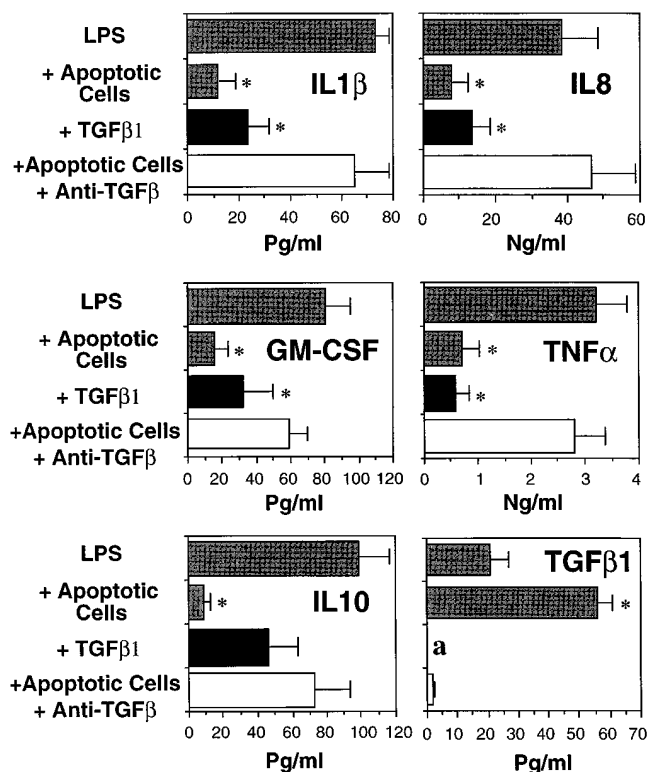 LPS
+ Apoptotic
Cells
+ TGFβ1
+Apoptotic Cells
+ Anti-TGFβ
IL1β
*
*
0 20 40 60 80
Pg/ml
IL8
*
*
0 20 40 60
Ng/ml
LPS
+ Apoptotic
Cells
+ TGFβ1
+Apoptotic Cells
+ Anti-TGFβ
GM-CSF
*
*
0 20 40 60 80 100 120
Pg/ml
TNFα
*
*
0 1 2 3 4
Ng/ml
LPS
+ Apoptotic
Cells
+ TGFβ1
+Apoptotic Cells
+ Anti-TGFβ
IL10
*
0 20 40 60 80 100 120
Pg/ml
TGFβ1
*
a
0 10 20 30 40 50 60 70
Pg/ml